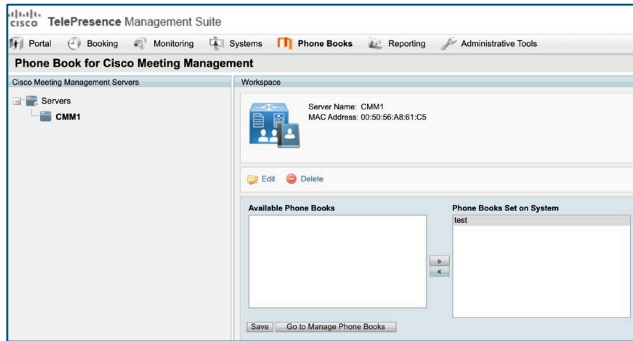 CISCO TelePresence Management Suite
Portal Booking Monitoring Systems Phone Books Reporting Administrative Tools
Phone Book for Cisco Meeting Management
Cisco Meeting Management Servers
Servers
CMM1
Workspace
Server Name: CMM1
MAC Address: 00:50:56:A8:61:C5
Edit Delete
Available Phone Books
Phone Books Set on System
test
»
«
Save Go to Manage Phone Books